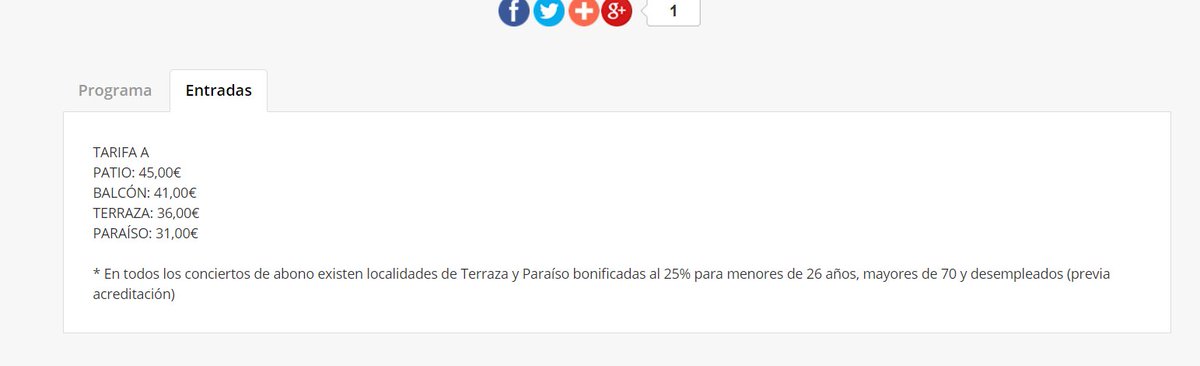 f g+ 1
Programa Entradas
TARIFA A
PATIO: 45,00€
BALCÓN: 41,00€
TERRAZA: 36,00€
PARAÍSO: 31,00€
* En todos los conciertos de abono existen localidades de Terraza y Paraíso bonificadas al 25% para menores de 26 años, mayores de 70 y desempleados (previa
acreditación)